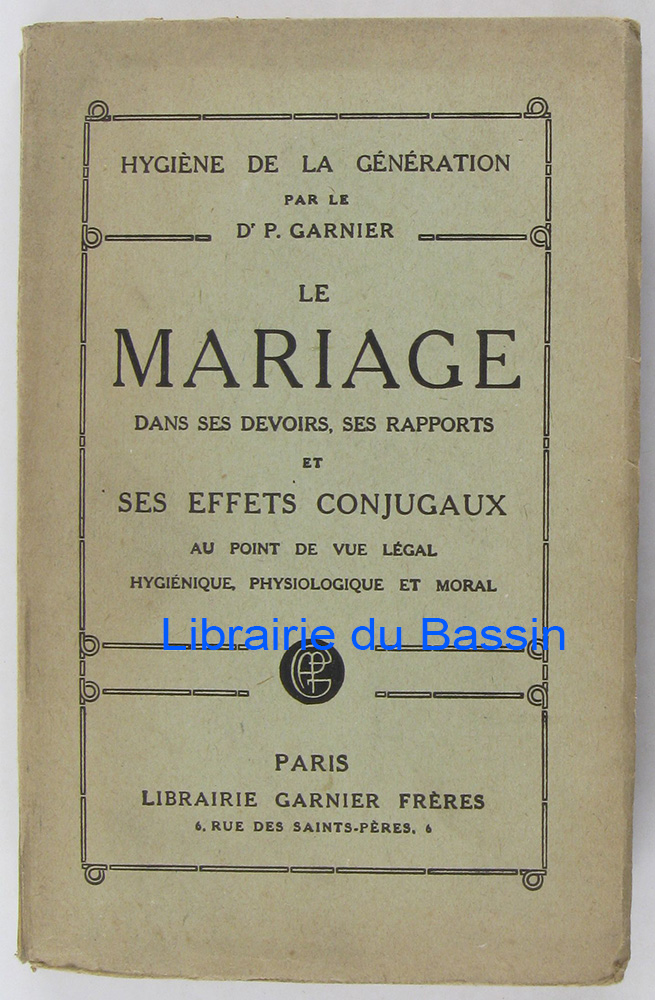 HYGIÈNE DE LA GÉNÉRATION
PAR LE
Dr P. GARNIER
LE
MARIAGE
DANS SES DEVOIRS, SES RAPPORTS
ET
SES EFFETS CONJUGAUX
AU POINT DE VUE LÉGAL
HYGIÉNIQUE, PHYSIOLOGIQUE ET MORAL
Librairie du Bassin
PARIS
LIBRAIRIE GARNIER FRÈRES
6, RUE DES SAINTS-PÈRES, 6